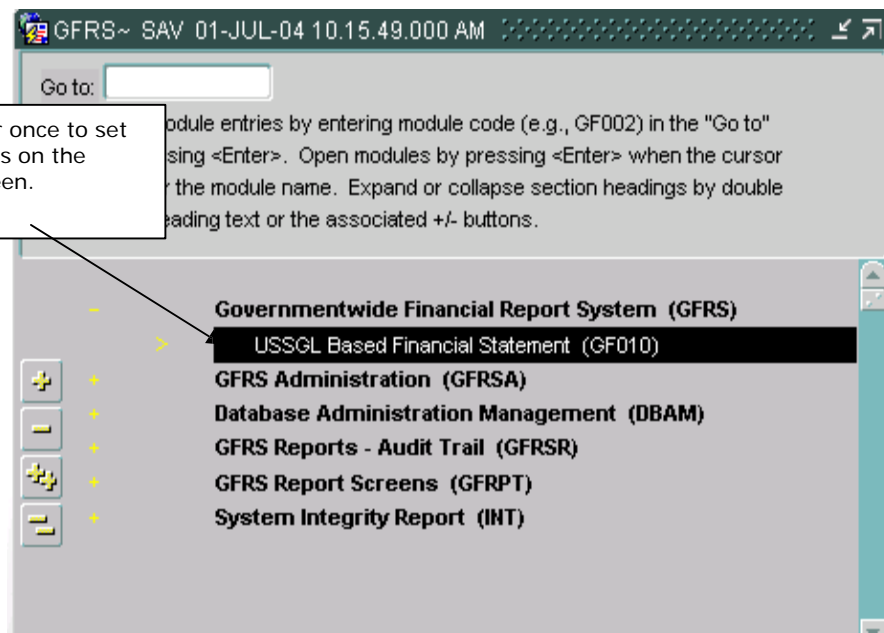 GFRS~ SAV 01-JUL-04 10.15.49.000 AM
Go to:
once to set
s on the
een.
odule entries by entering module code (e.g., GF002) in the "Go to"
sing <Enter>. Open modules by pressing <Enter> when the cursor
the module name. Expand or collapse section headings by double
eading text or the associated +/- buttons.
- Governmentwide Financial Report System (GFRS)
> USSGL Based Financial Statement (GF010)
+ GFRS Administration (GFRSA)
+ Database Administration Management (DBAM)
+ GFRS Reports - Audit Trail (GFRSR)
+ GFRS Report Screens (GFRPT)
+ System Integrity Report (INT)